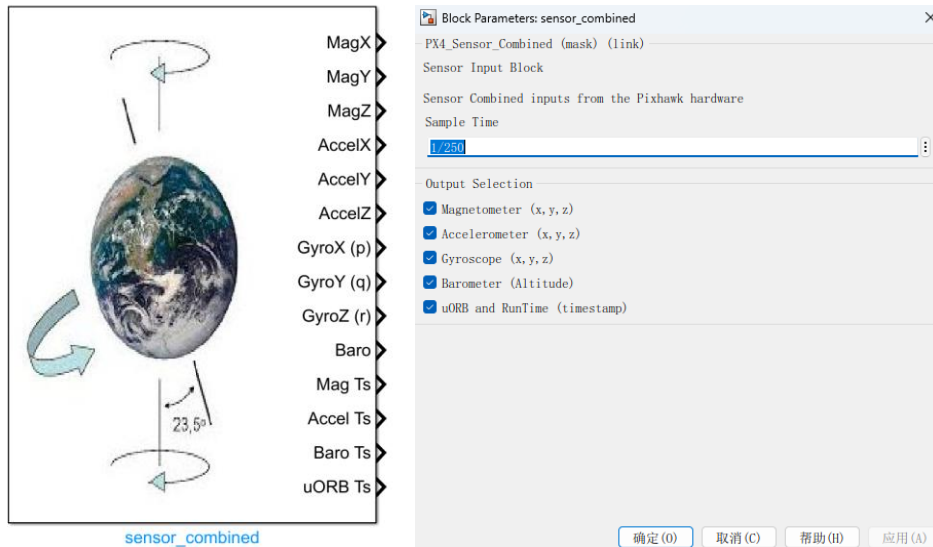 MagX
MagY
MagZ
AccelX
AccelY
AccelZ
GyroX (p)
GyroY (q)
GyroZ (r)
Baro
Mag Ts
Accel Ts
Baro Ts
uORB Ts
23,5º
sensor_combined
Block Parameters: sensor_combined
PX4_Sensor_Combined (mask) (link)
Sensor Input Block
Sensor Combined inputs from the Pixhawk hardware
Sample Time
1/250
Output Selection
Magnetometer (x,y,z)
Accelerometer (x,y,z)
Gyroscope (x,y,z)
Barometer (Altitude)
uORB and RunTime (timestamp)
确定(O) 取消(C) 帮助(H) 应用(A)